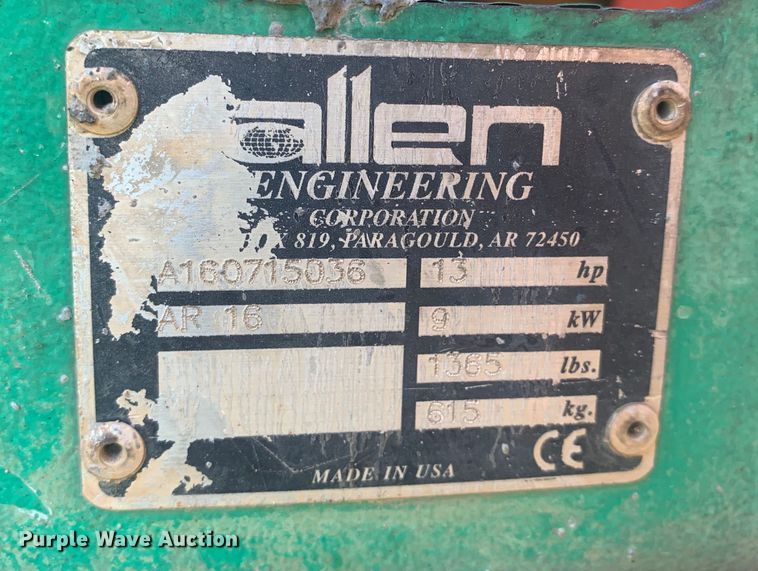 allen
ENGINEERING
CORPORATION
X 819, PARAGOULD, AR 72450
A160715036 13 hp
AR 16 9 kW
1365 lbs.
615 kg.
CE
MADE IN USA
Purple Wave Auction